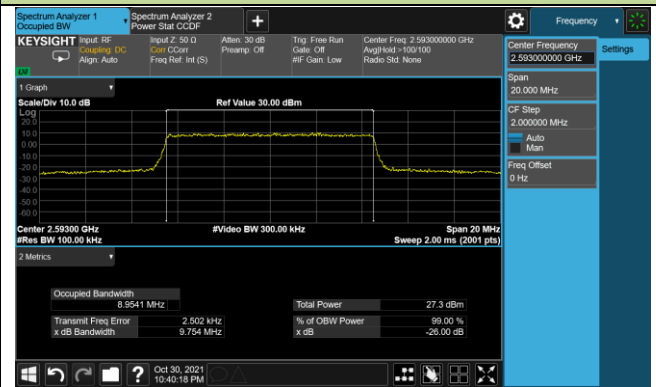 Spectrum Analyzer 1
Occupied BW
Spectrum Analyzer 2
Power Stat CCDF
Frequency
KEYSIGHT
Input: RF
Coupling: DC
Align: Auto
Input Z: 50 Ω
Corr CCorr
Freq Ref: Int (S)
Atten: 30 dB
Preamp: Off
Trig: Free Run
Gate: Off
#IF Gain: Low
Center Freq: 2.593000000 GHz
Avg|Hold:>100/100
Radio Std: None
Center Frequency
2.593000000 GHz
Settings
Span
20.000 MHz
CF Step
2.000000 MHz
Auto
Man
Freq Offset
0 Hz
1 Graph
Scale/Div 10.0 dB
Ref Value 30.00 dBm
Log
20.0
10.0
0.00
-10.0
-20.0
-30.0
-40.0
-50.0
-60.0
Center 2.59300 GHz
#Video BW 300.00 kHz
Span 20 MHz
#Res BW 100.00 kHz
Sweep 2.00 ms (2001 pts)
2 Metrics
Occupied Bandwidth
8.9541 MHz
Total Power
27.3 dBm
Transmit Freq Error
2.502 kHz
% of OBW Power
99.00 %
x dB Bandwidth
9.754 MHz
x dB
-26.00 dB
Oct 30, 2021
10:40:18 PM